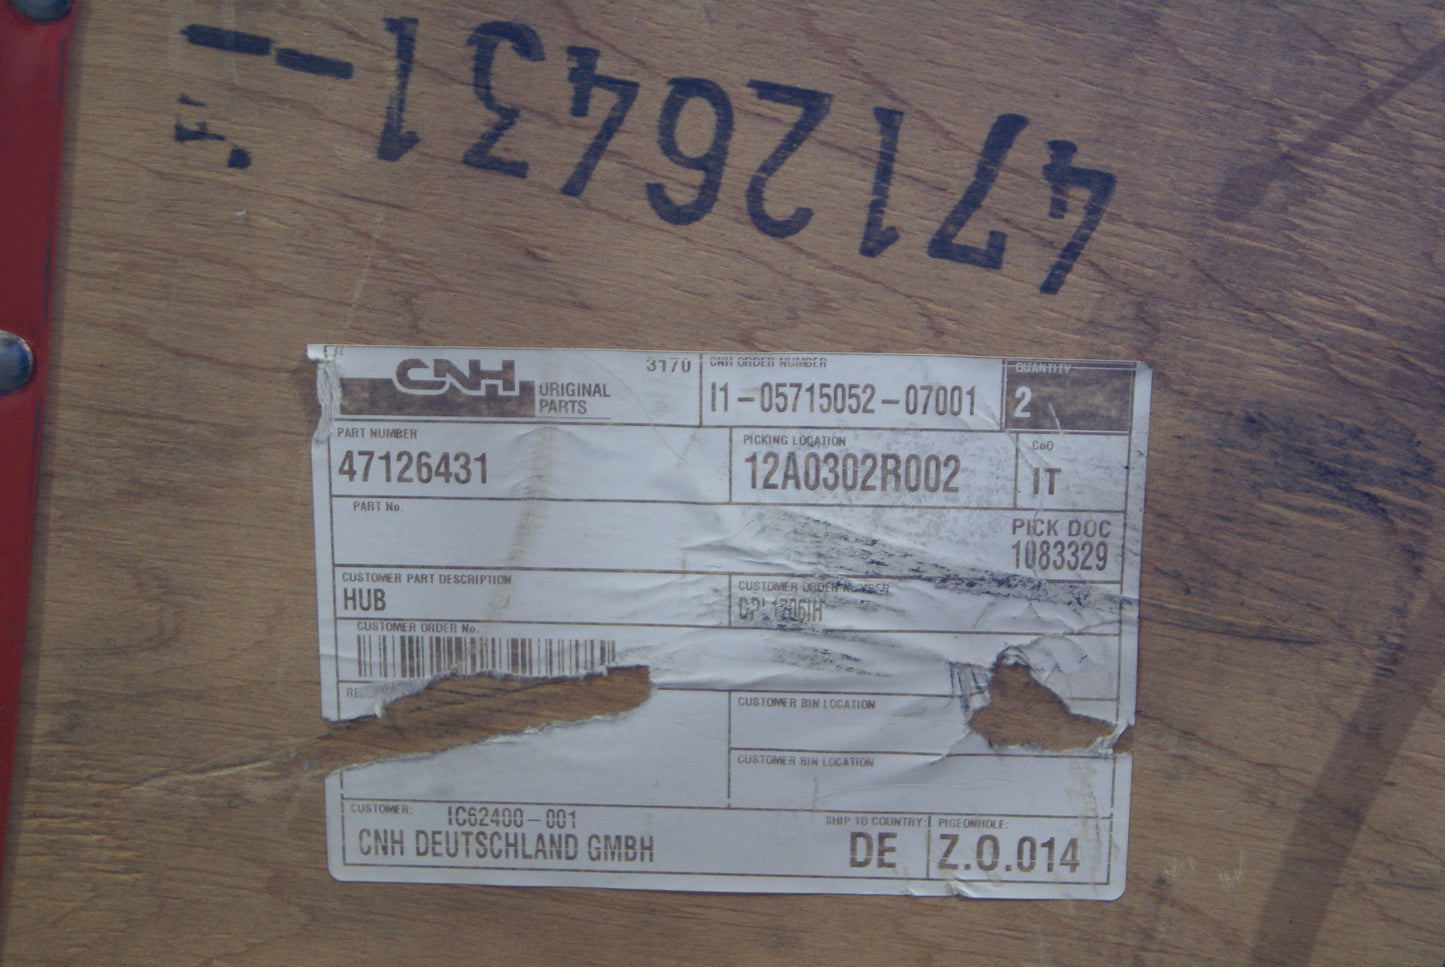 47126431
CNH
ORIGINAL
PARTS
3170
CNH ORDER NUMBER
I1-05715052-07001
QUANTITY
2
PART NUMBER
47126431
PICKING LOCATION
12A0302R002
CoO
IT
PART No.
PICK DOC
1083329
CUSTOMER PART DESCRIPTION
HUB
CUSTOMER ORDER NUMBER
CUSTOMER ORDER No.
CUSTOMER BIN LOCATION
CUSTOMER BIN LOCATION
CUSTOMER:
IC62400-001
CNH DEUTSCHLAND GMBH
SHIP TO COUNTRY:
DE
PIGEONHOLE:
Z.O.014